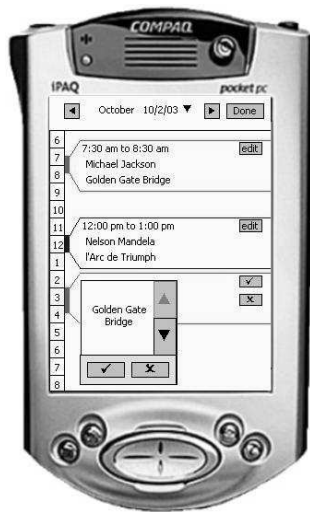 COMPAQ
iPAQ pocket pc
October 10/2/03 Done
6
7:30 am to 8:30 am edit
7
Michael Jackson
8
Golden Gate Bridge
9
10
11
12:00 pm to 1:00 pm edit
12
Nelson Mandela
1
l'Arc de Triumph
2
3
Golden Gate
4
Bridge
5
6
7
8